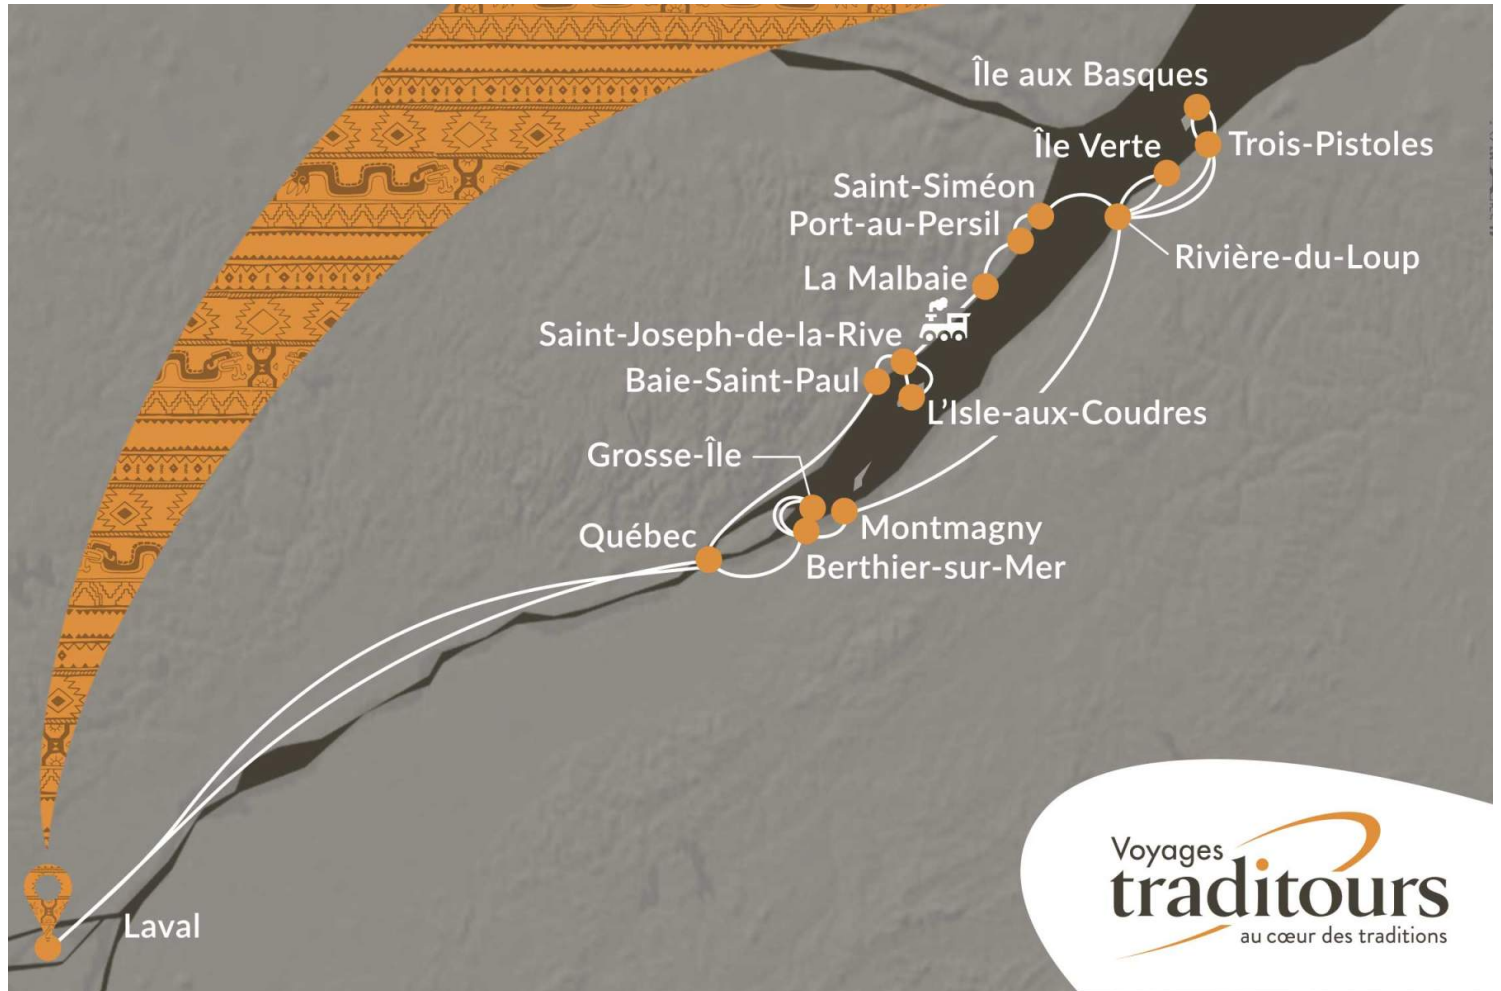 Île aux Basques
Île Verte
Trois-Pistoles
Saint-Siméon
Port-au-Persil
Rivière-du-Loup
La Malbaie
Saint-Joseph-de-la-Rive
Baie-Saint-Paul
L'Isle-aux-Coudres
Grosse-Île
Québec
Montmagny
Berthier-sur-Mer
Laval
Voyages
traditours
au cœur des traditions